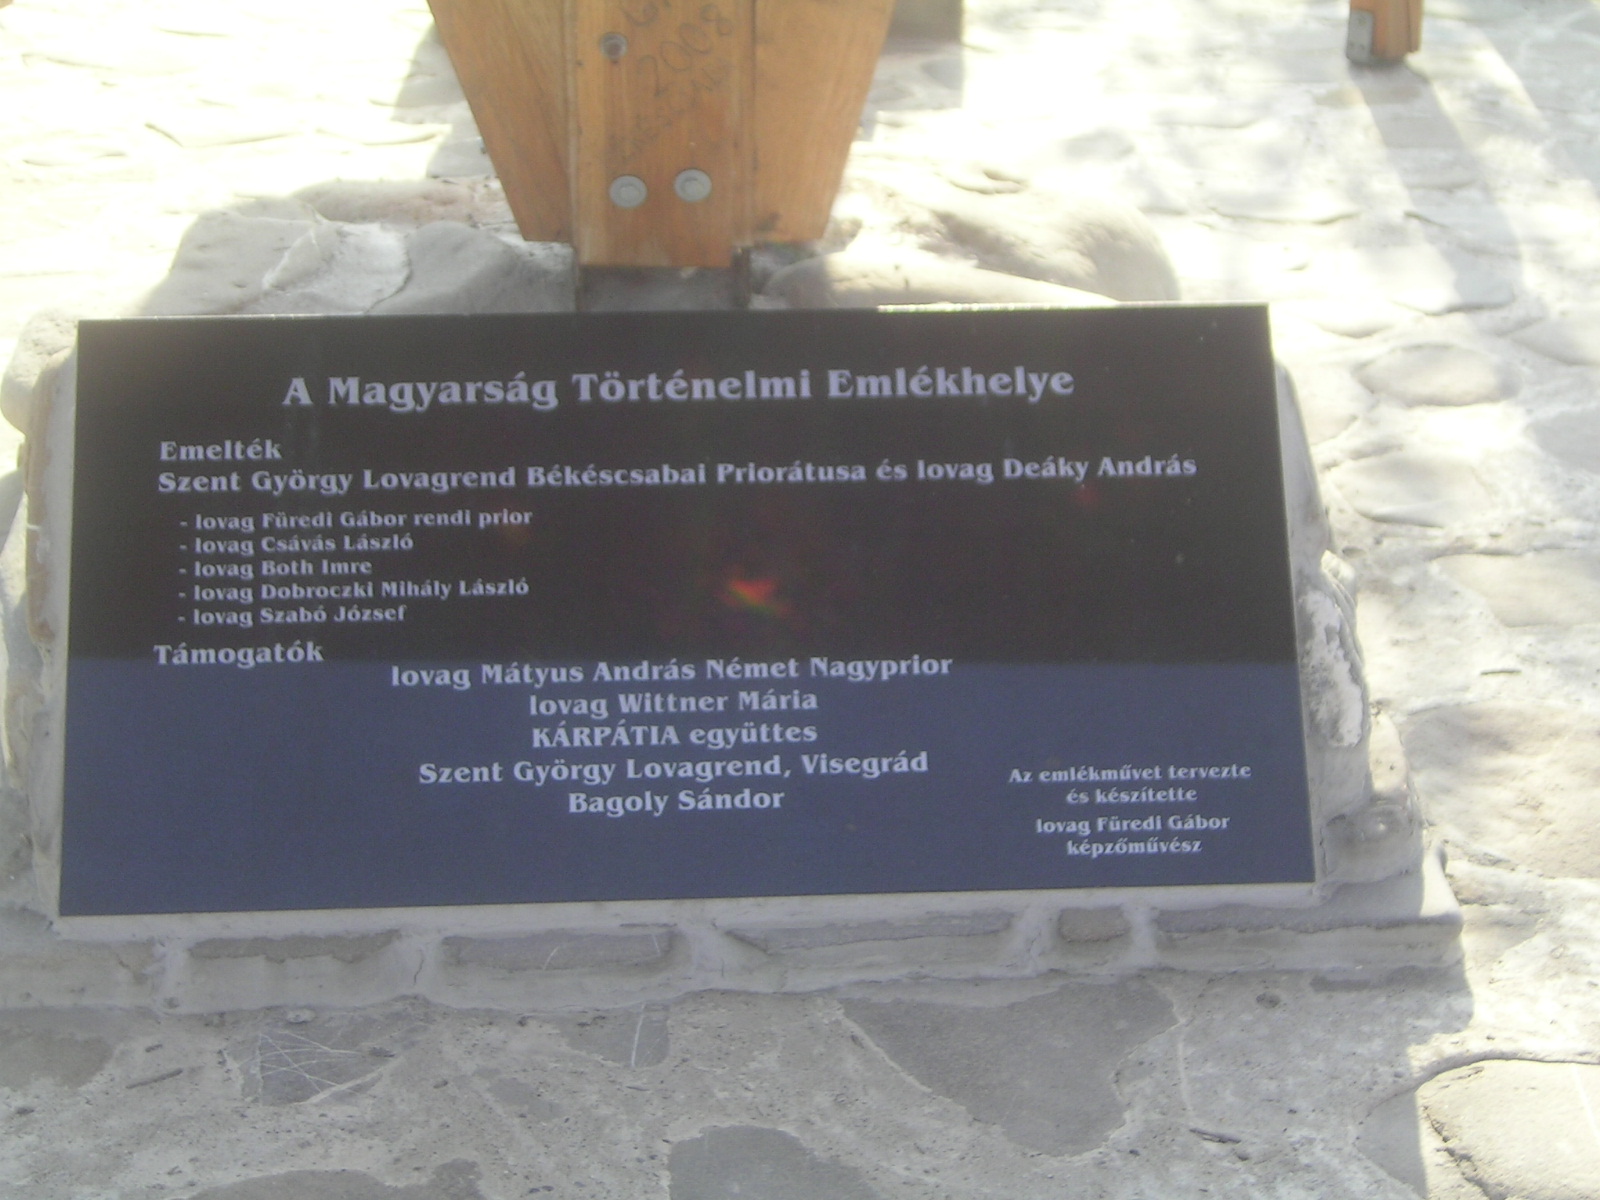 2008
A Magyarság Történelmi Emlékhelye
Emelték
Szent György Lovagrend Békéscsabai Priorátusa és lovag Deáky András
- lovag Füredi Gábor rendi prior
- lovag Csávás László
- lovag Both Imre
- lovag Dobroczki Mihály László
- lovag Szabó József
Támogatók
lovag Mátyus András Német Nagyprior
lovag Wittner Mária
KÁRPÁTIA együttes
Szent György Lovagrend, Visegrád
Bagoly Sándor
Az emlékművet tervezte
és készítette
lovag Füredi Gábor
képzőművész